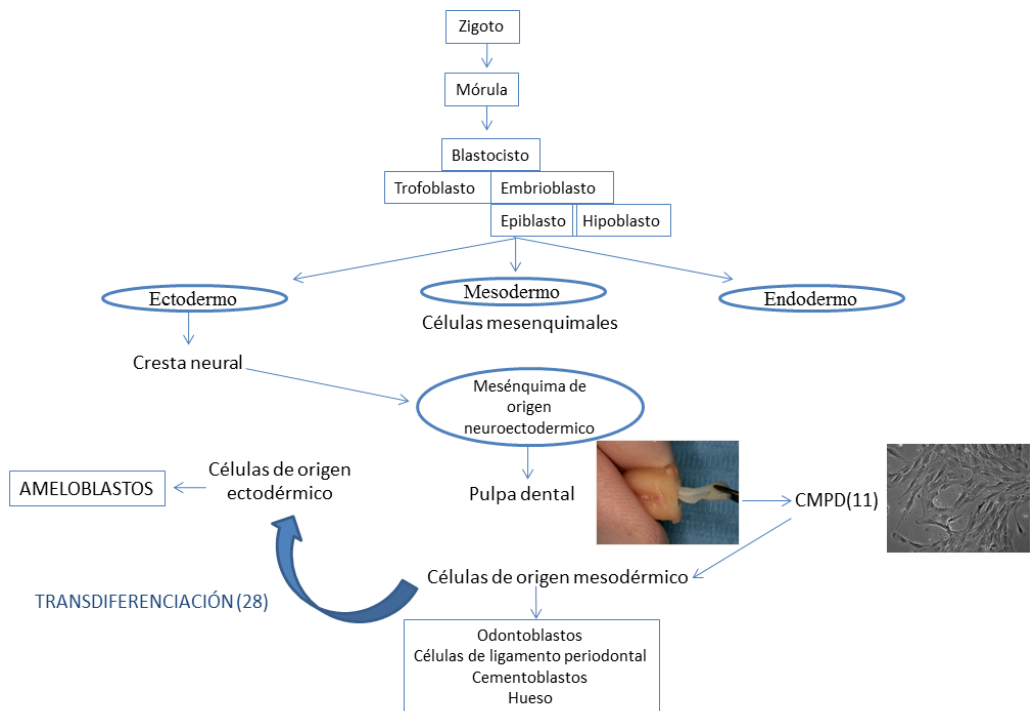 Zigoto
Mórula
Blastocisto
Trofoblasto
Embrioblasto
Epiblasto
Hipoblasto
Ectodermo
Mesodermo
Endodermo
Células mesenquimales
Cresta neural
Mesénquima de
origen
neuroectodermico
Pulpa dental
CMPD(11)
Células de origen
ectodérmico
AMELOBLASTOS
Células de origen mesodérmico
TRANSDIFERENCIACIÓN(28)
Odontoblastos
Células de ligamento periodontal
Cementoblastos
Hueso